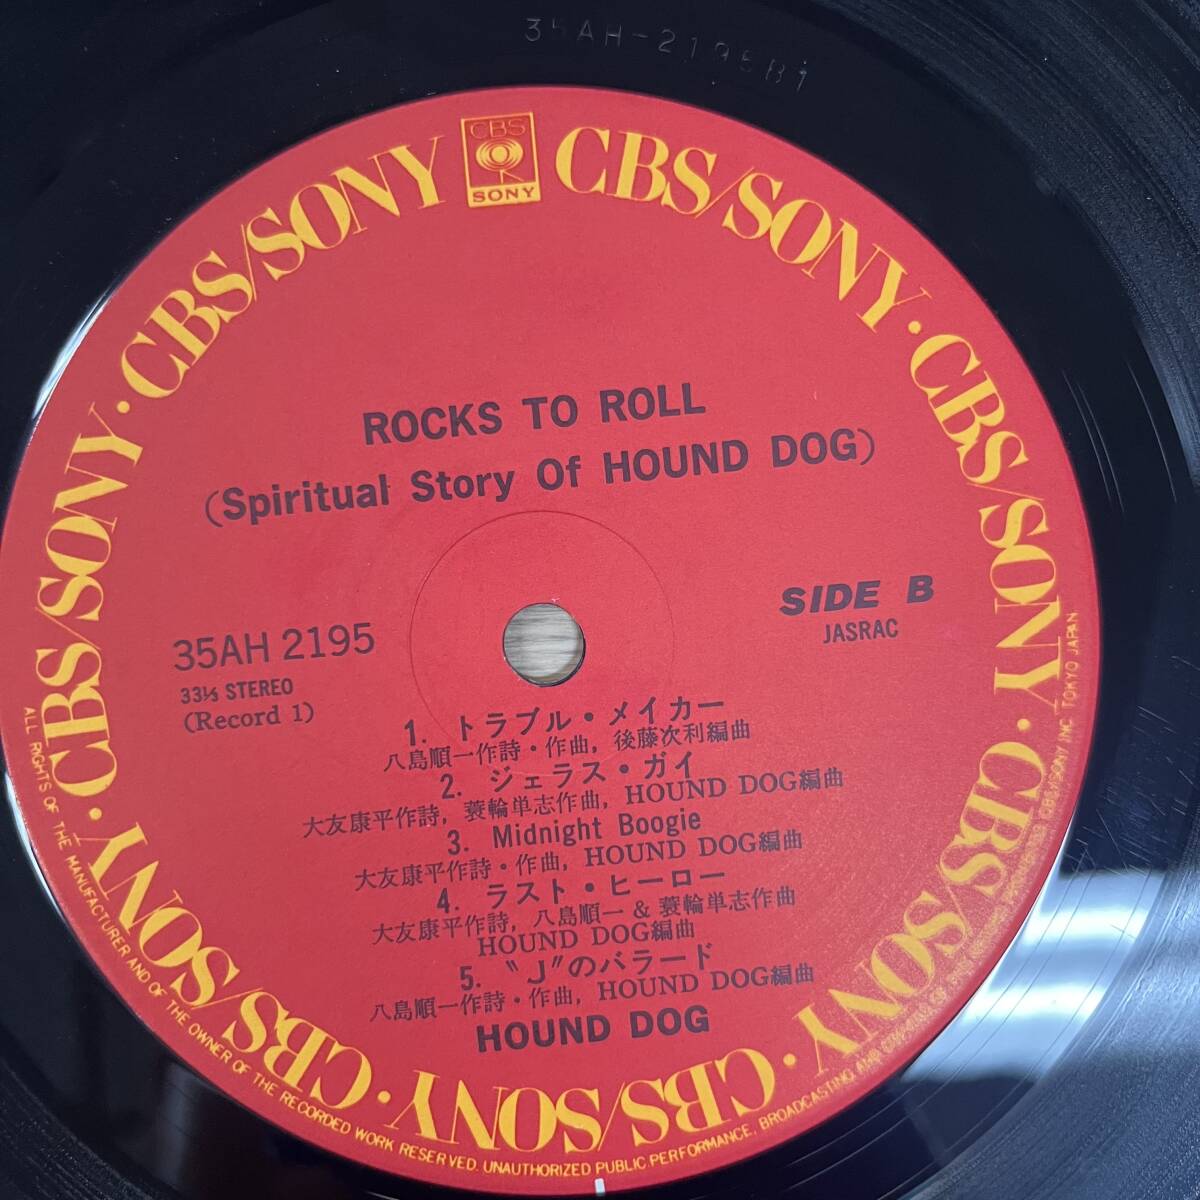 35AH-2195B1
CBS
SONY
CBS/SONY · CBS/SONY · CBS/SONY · CBS/SONY · CBS/SONY · CBS/SONY · CBS/SONY · CBS/SONY
ROCKS TO ROLL
(Spiritual Story Of HOUND DOG)
SIDE B
JASRAC
35AH 2195
33⅓ STEREO
(Record 1)
1. トラブル・メイカー
八島順一作詩・作曲, 後藤次利編曲
2. ジェラス・ガイ
大友康平作詩, 蓑輪単志作曲, HOUND DOG編曲
3. Midnight Boogie
大友康平作詩・作曲, HOUND DOG編曲
4. ラスト・ヒーロー
大友康平作詩, 八島順一 & 蓑輪単志作曲
HOUND DOG編曲
5. “J”のバラード
八島順一作詩・作曲, HOUND DOG編曲
HOUND DOG
ALL RIGHTS OF THE MANUFACTURER AND OF THE OWNER OF THE RECORDED WORK RESERVED. UNAUTHORIZED PUBLIC PERFORMANCE, BROADCASTING AND
CBS/SONY INC. TOKYO JAPAN